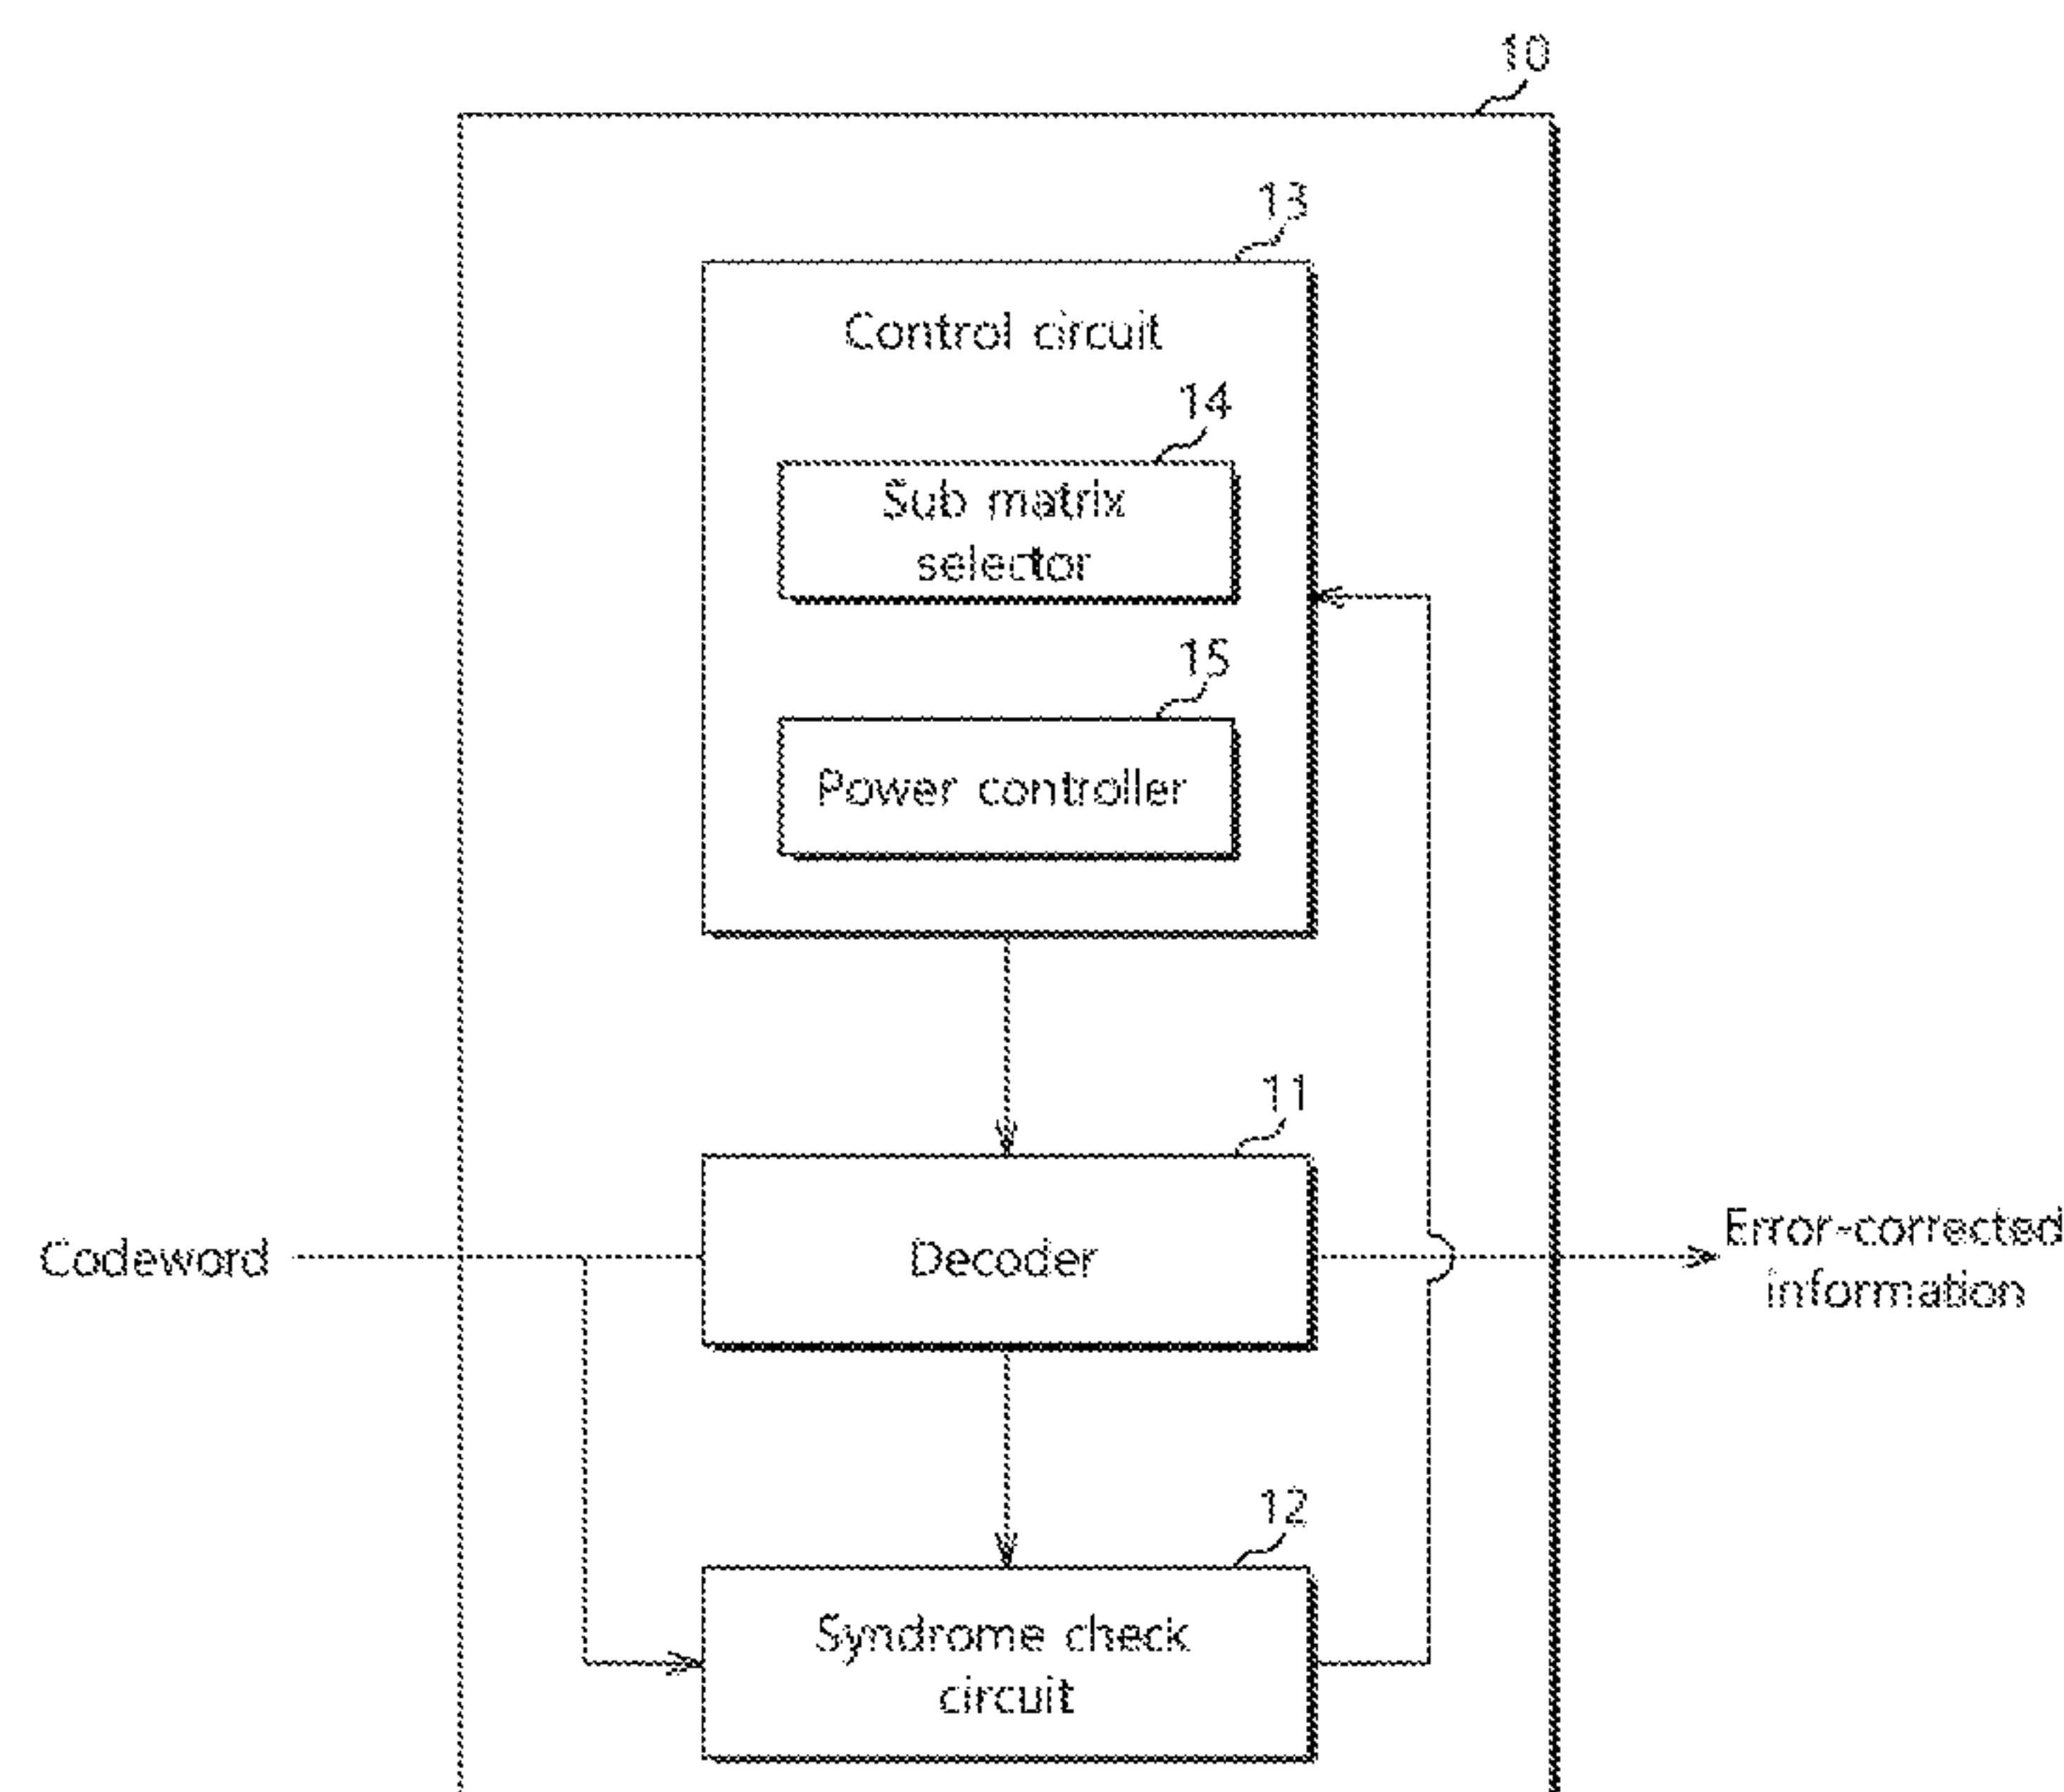 10
13
Control circuit
14
Sub matrix
selector
15
Power controller
11
Codeword
Decoder
Error-corrected
information
12
Syndrome check
circuit